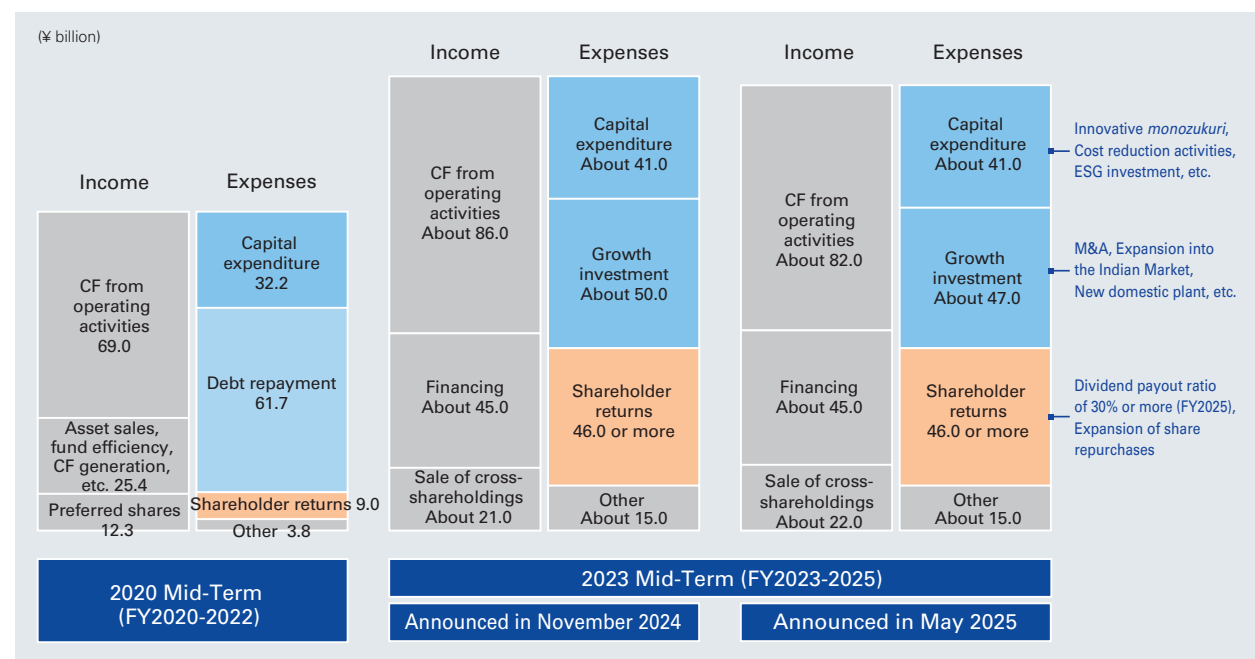 (¥ billion)
Income
Expenses
CF from
operating
activities
69.0
Asset sales,
fund efficiency,
CF generation,
etc. 25.4
Preferred shares
12.3
Capital
expenditure
32.2
Debt repayment
61.7
Shareholder returns 9.0
Other 3.8
2020 Mid-Term
(FY2020-2022)
Income
Expenses
CF from
operating
activities
About 86.0
Financing
About 45.0
Sale of cross-
shareholdings
About 21.0
Capital
expenditure
About 41.0
Growth
investment
About 50.0
Shareholder
returns
46.0 or more
Other
About 15.0
Income
Expenses
CF from
operating
activities
About 82.0
Financing
About 45.0
Sale of cross-
shareholdings
About 22.0
Capital
expenditure
About 41.0
Growth
investment
About 47.0
Shareholder
returns
46.0 or more
Other
About 15.0
Innovative monozukuri,
Cost reduction activities,
ESG investment, etc.
M&A, Expansion into
the Indian Market,
New domestic plant, etc.
Dividend payout ratio
of 30% or more (FY2025),
Expansion of share
repurchases
2023 Mid-Term (FY2023-2025)
Announced in November 2024
Announced in May 2025